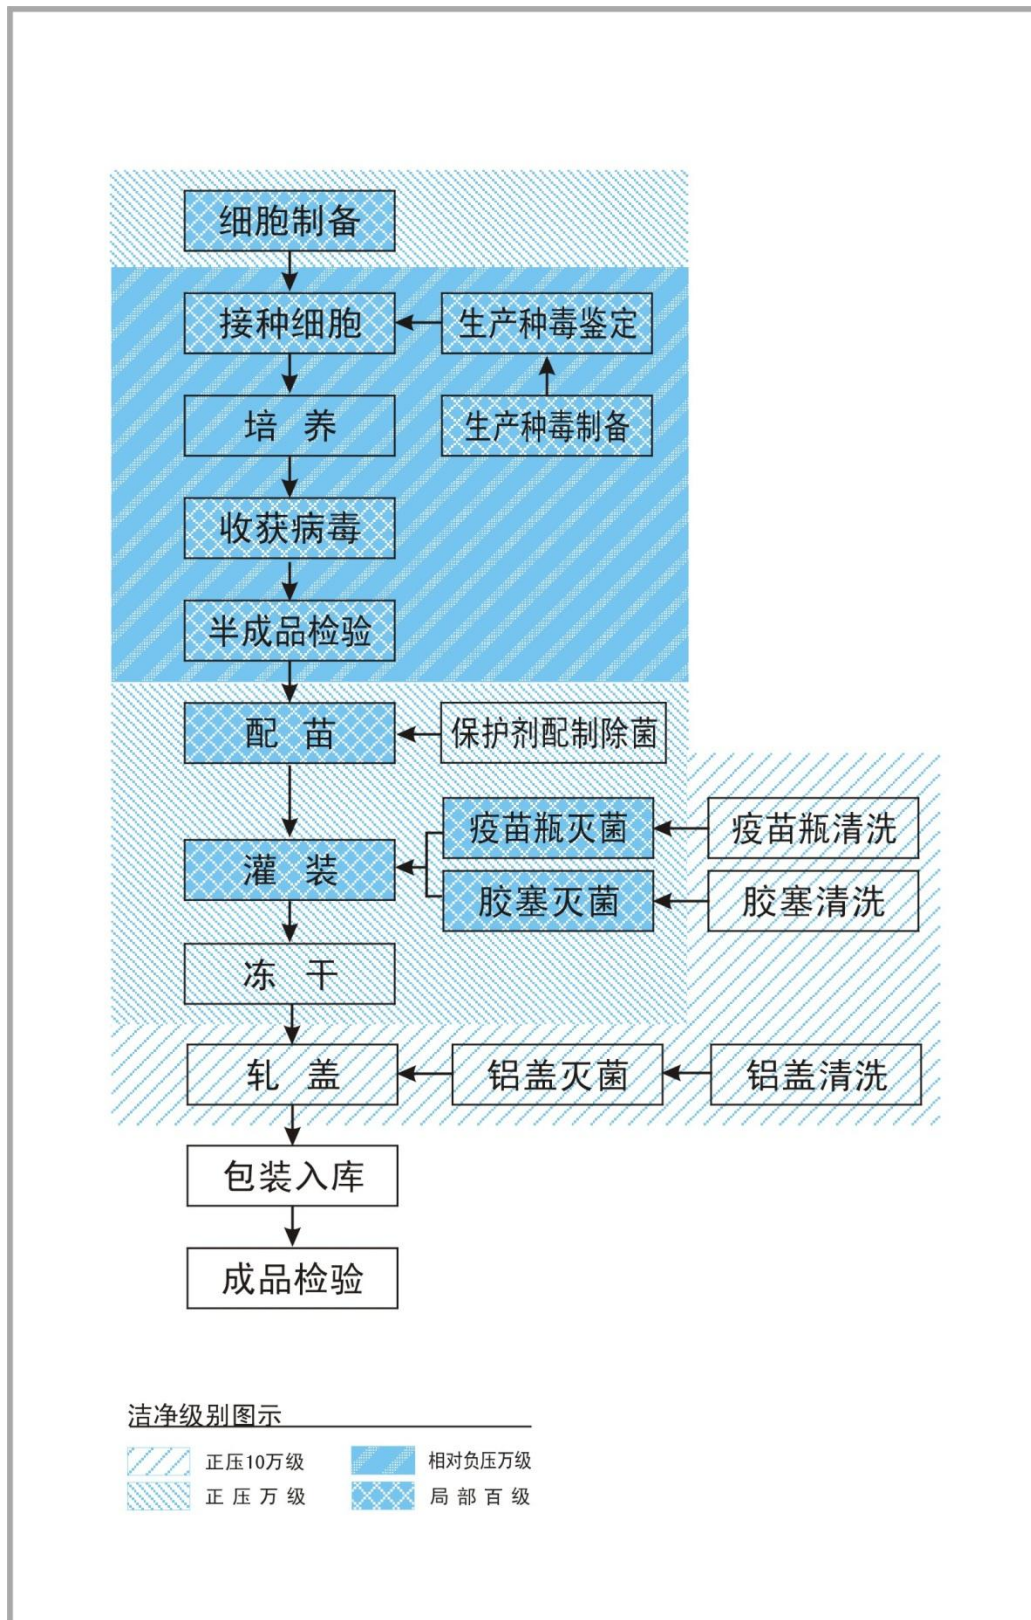 细胞制备
接种细胞
生产种毒鉴定
培 养
生产种毒制备
收获病毒
半成品检验
配 苗
保护剂配制除菌
疫苗瓶灭菌
疫苗瓶清洗
灌 装
胶塞灭菌
胶塞清洗
冻 干
轧 盖
铝盖灭菌
铝盖清洗
包装入库
成品检验
洁净级别图示
正压10万级
相对负压万级
正 压 万 级
局 部 百 级